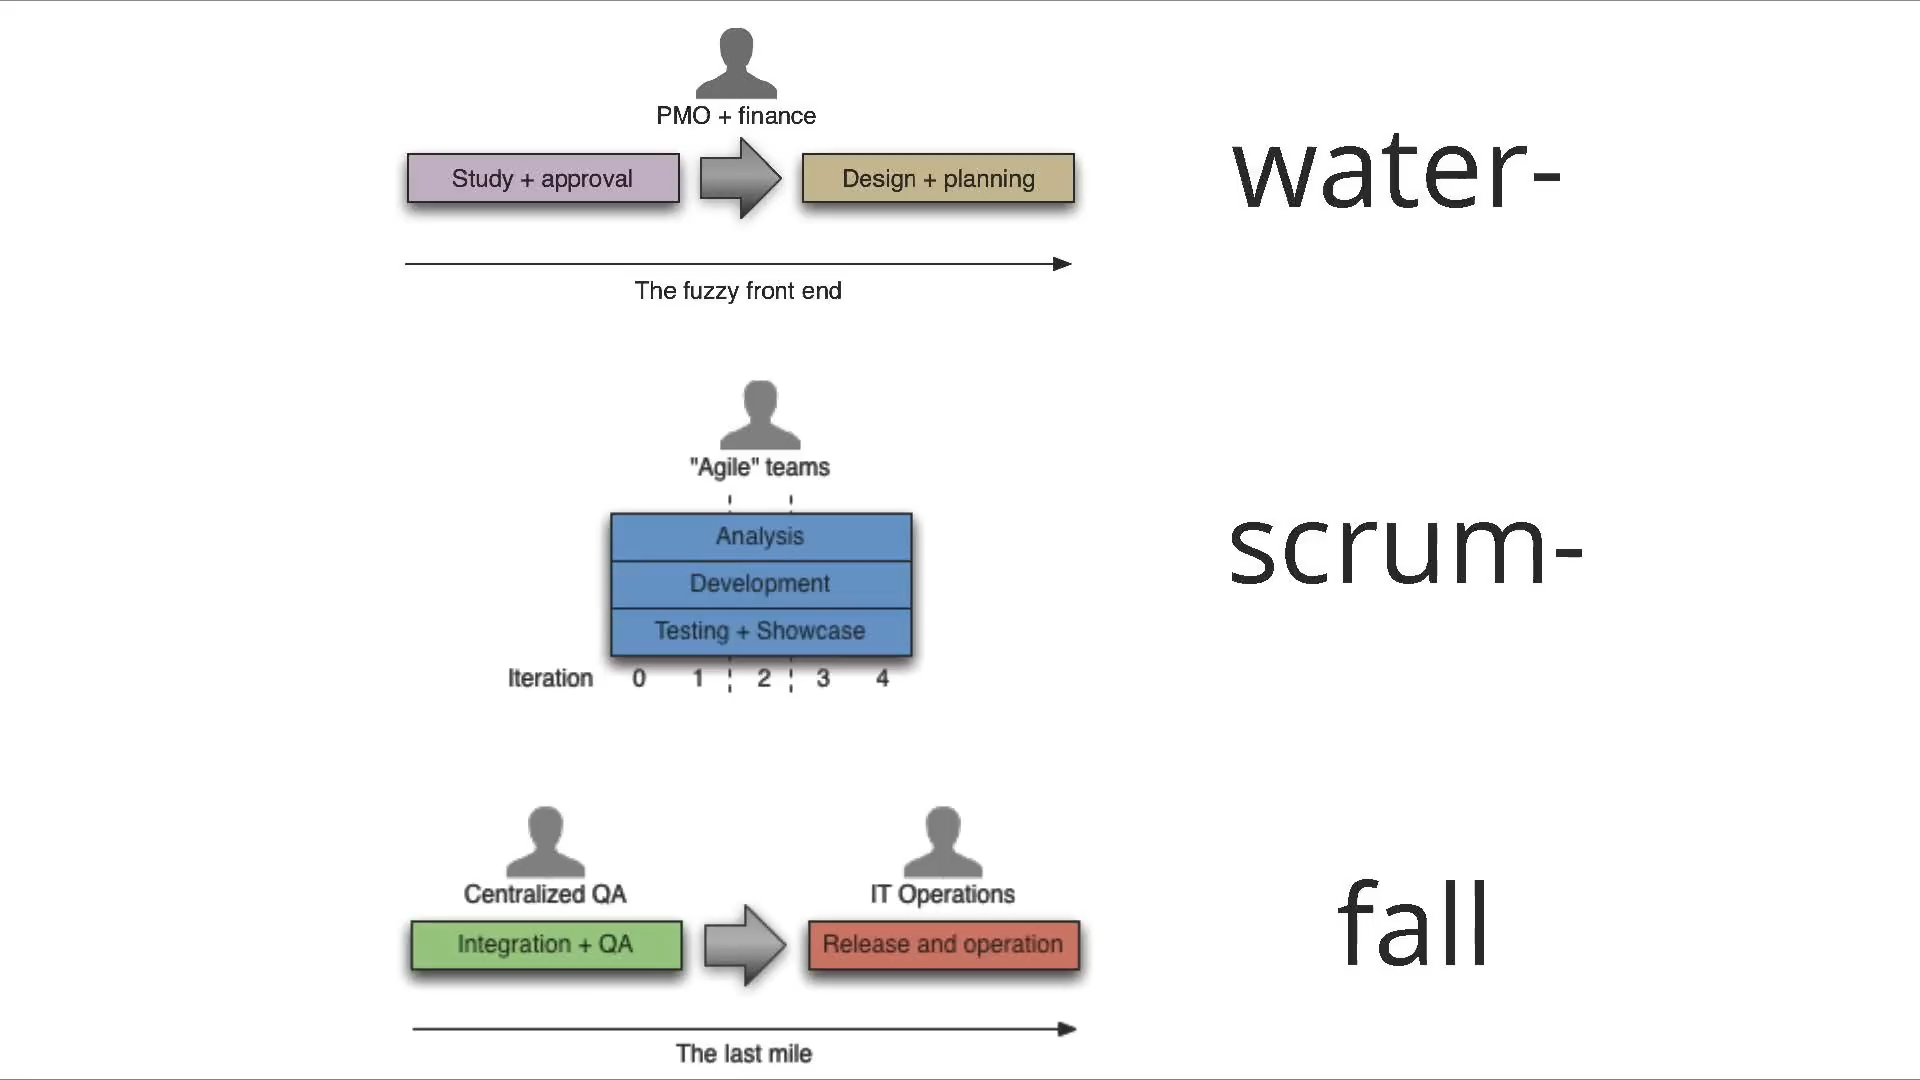 PMO + finance
Study + approval
Design + planning
water-
The fuzzy front end
"Agile" teams
Analysis
Development
Testing + Showcase
scrum-
Iteration 0 1 2 3 4
Centralized QA
IT Operations
Integration + QA
Release and operation
fall
The last mile